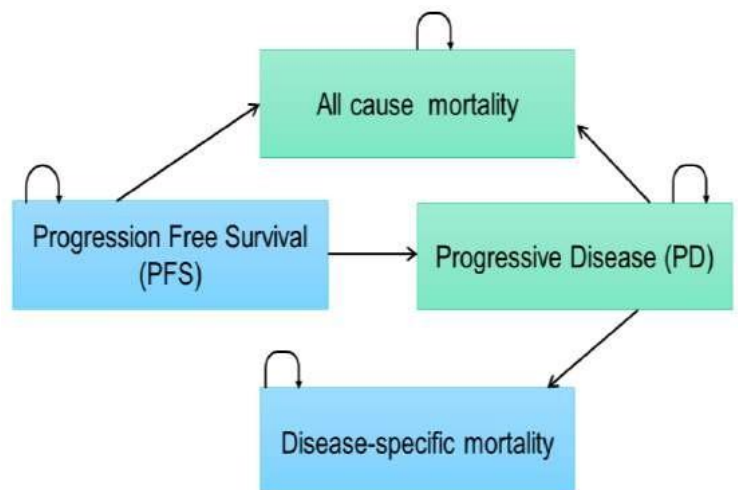 All cause mortality
Progression Free Survival
(PFS)
Progressive Disease (PD)
Disease-specific mortality